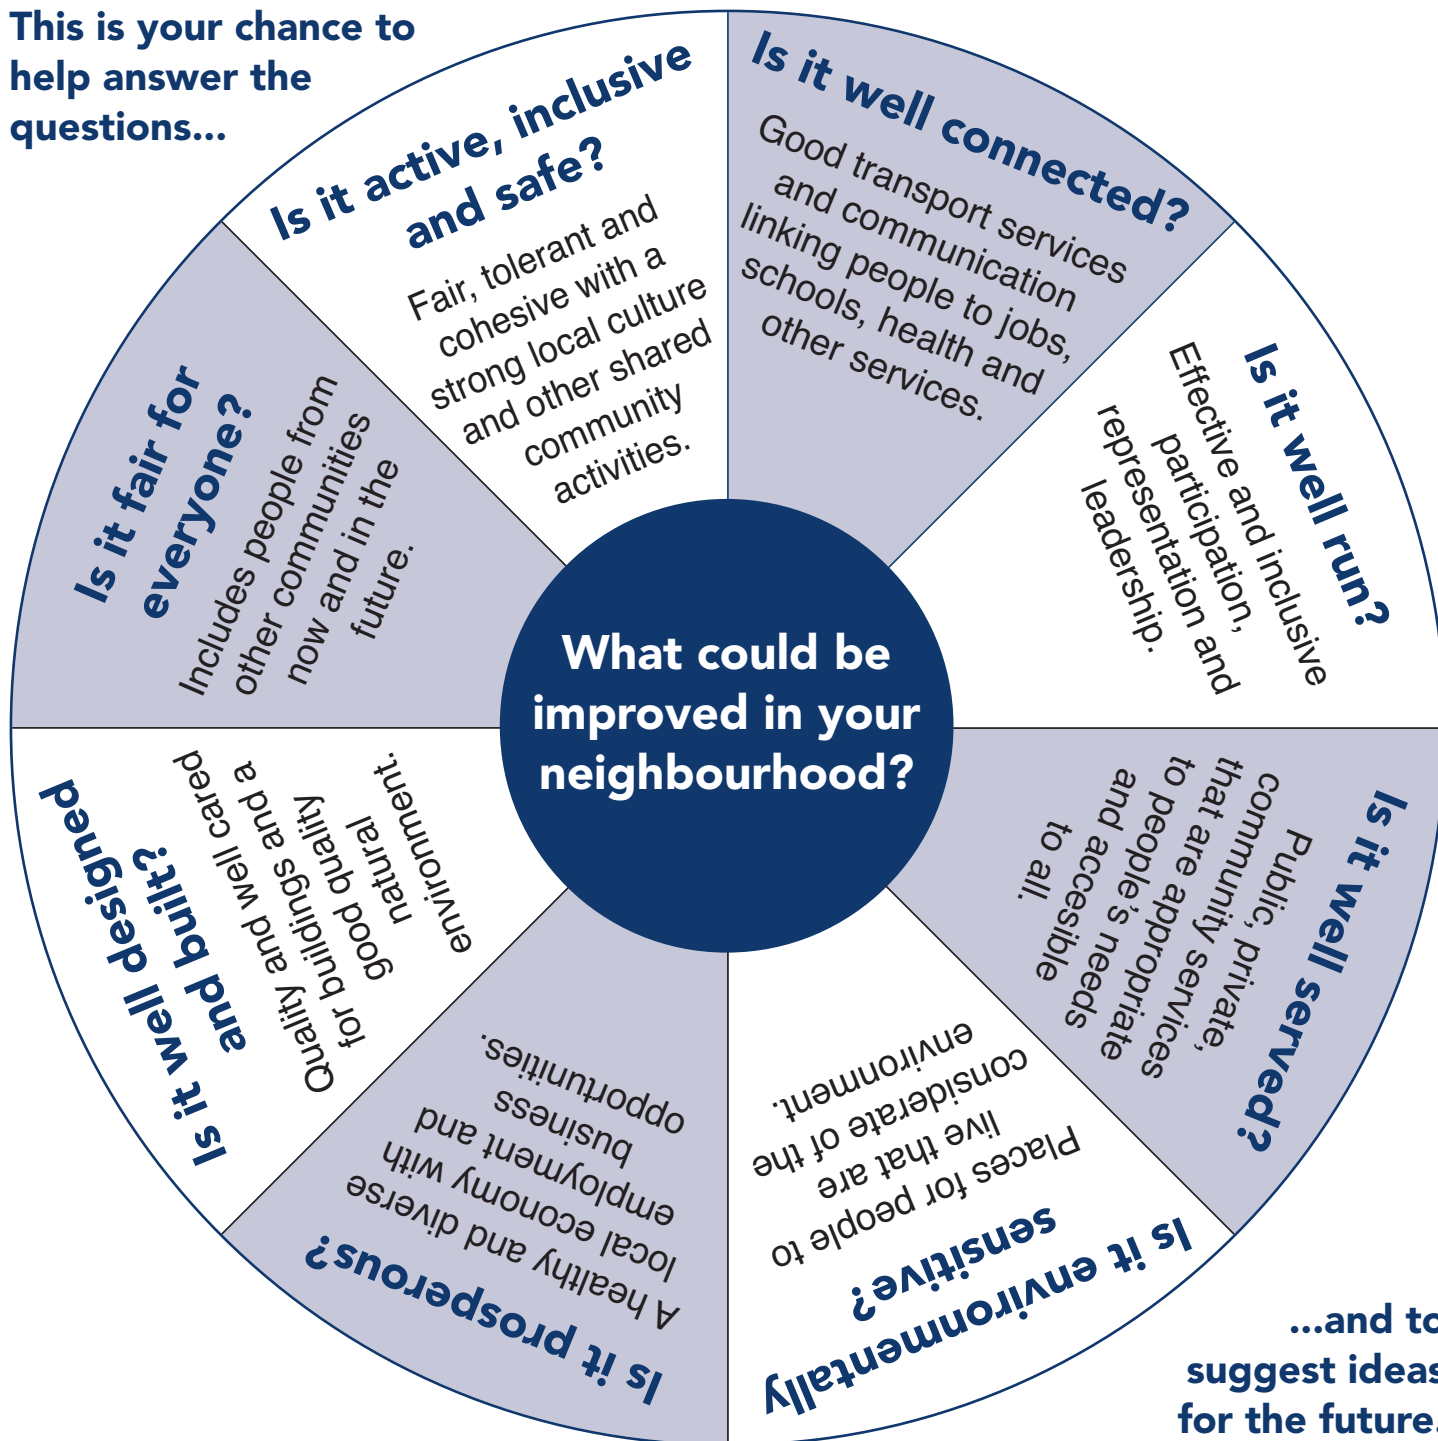 This is your chance to
help answer the
questions...
Is it active, inclusive
and safe?
Fair, tolerant and
cohesive with a
strong local culture
and other shared
community
activities.
Is it well connected?
Good transport services
and communication
linking people to jobs,
schools, health and
other services.
Is it well run?
Effective and inclusive
participation,
representation and
leadership.
Is it well served?
Public, private,
community services
that are appropriate
to people’s needs
and accesible
to all.
Is it environmentally
sensitive?
Places for people to
live that are
considerate of the
environment.
Is it prosperous?
A healthy and diverse
local economy with
employment and
business
opportunities.
Is it well designed
and built?
Quality and well cared
for buildings and a
good quality
natural
environment.
Is it fair for
everyone?
Includes people from
other communities
now and in the
future.
What could be
improved in your
neighbourhood?
...and to
suggest ideas
for the future.